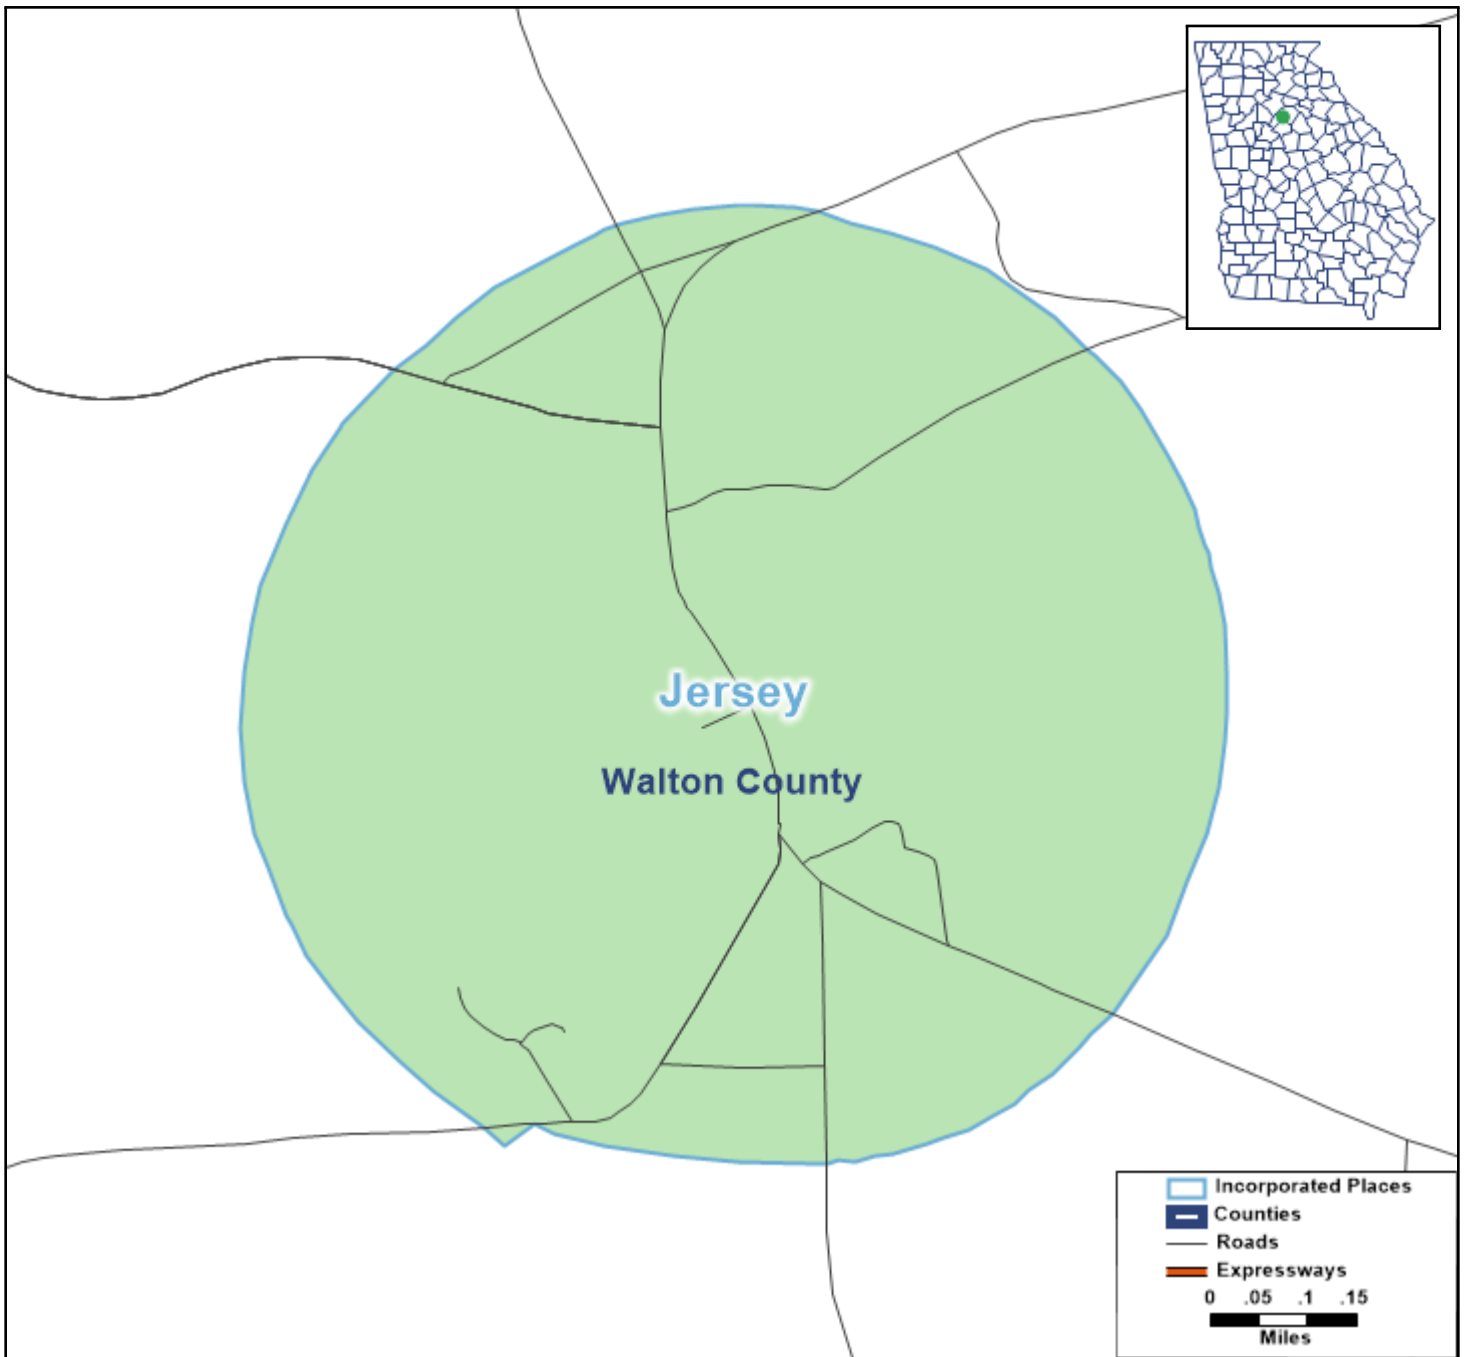 Jersey
Walton County
Incorporated Places
Counties
Roads
Expressways
0 .05 .1 .15
Miles